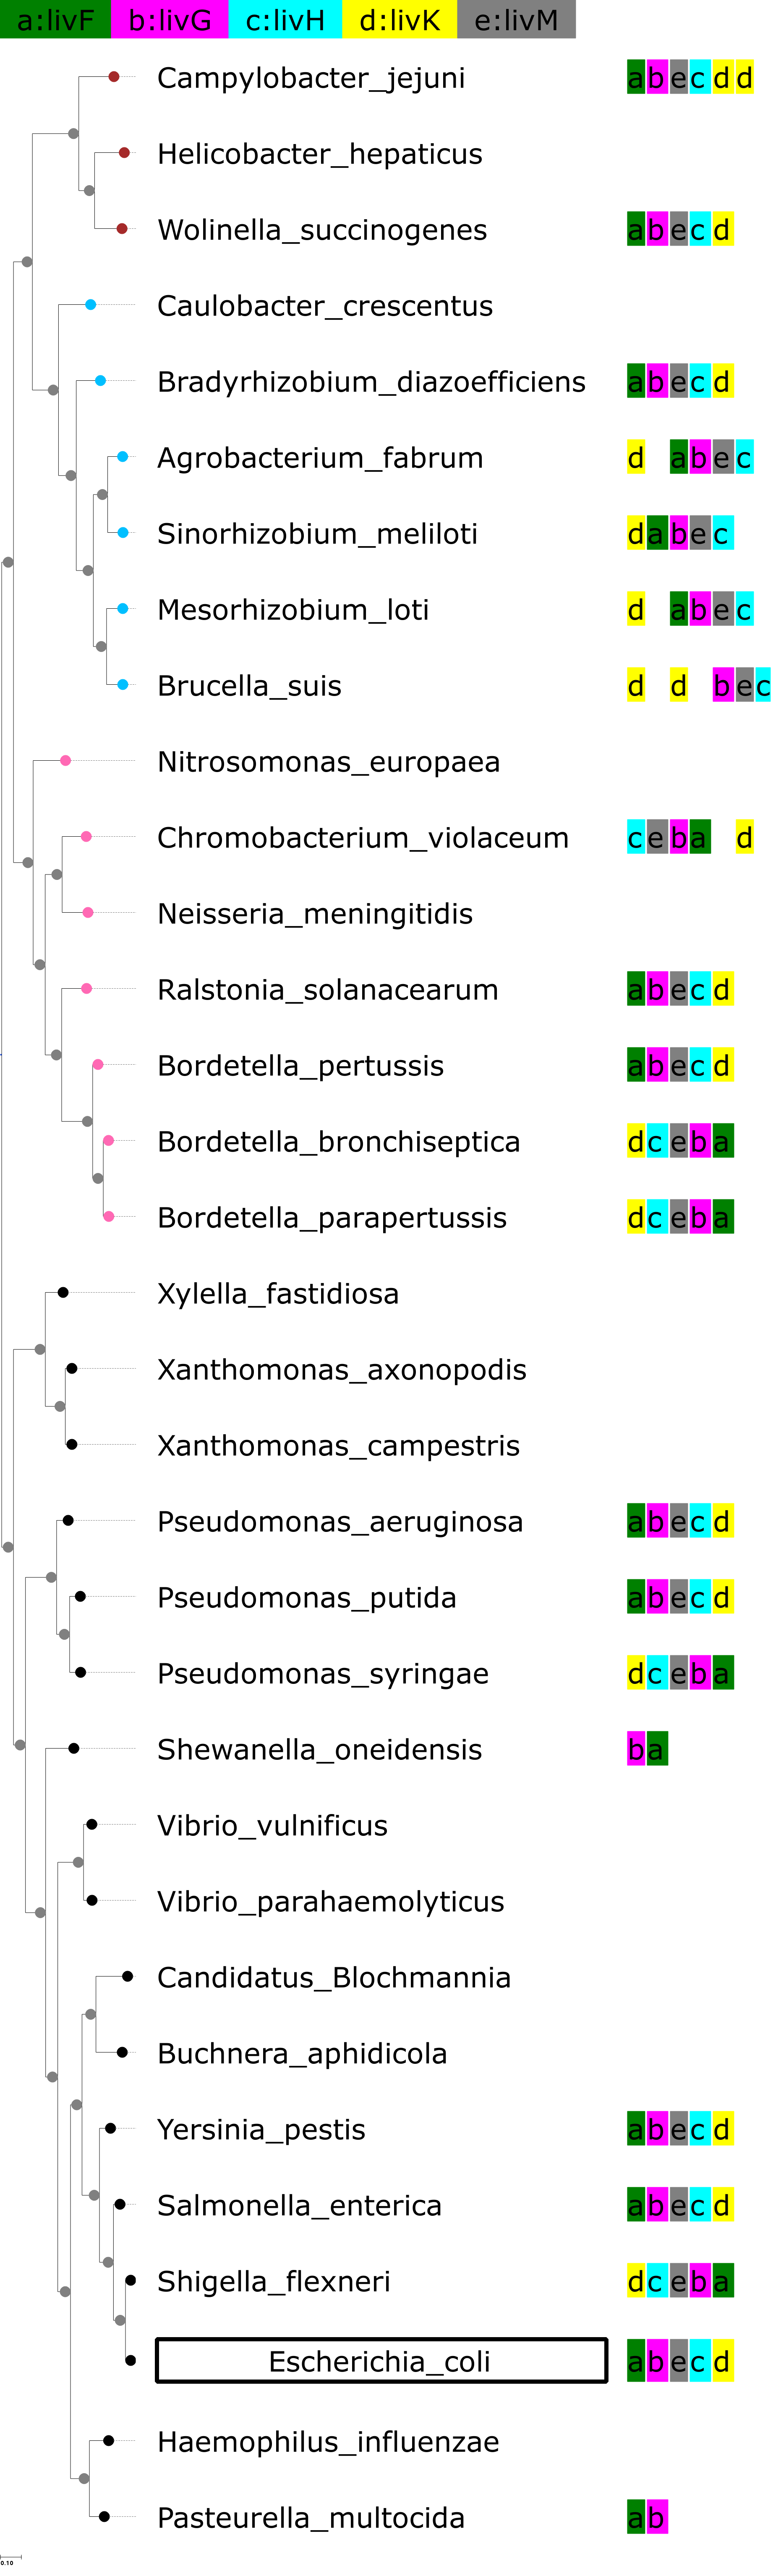 a:livF b:livG c:livH d:livK e:livM
Campylobacter_jejuni a b e c d d
Helicobacter_hepaticus
Wolinella_succinogenes a b e c d
Caulobacter_crescentus
Bradyrhizobium_diazoefficiens a b e c d
Agrobacterium_fabrum d a b e c
Sinorhizobium_meliloti d a b e c
Mesorhizobium_loti d a b e c
Brucella_suis d d b e c
Nitrosomonas_europaea
Chromobacterium_violaceum c e b a d
Neisseria_meningitidis
Ralstonia_solanacearum a b e c d
Bordetella_pertussis a b e c d
Bordetella_bronchiseptica d c e b a
Bordetella_parapertussis d c e b a
Xylella_fastidiosa
Xanthomonas_axonopodis
Xanthomonas_campestris
Pseudomonas_aeruginosa a b e c d
Pseudomonas_putida a b e c d
Pseudomonas_syringae d c e b a
Shewanella_oneidensis b a
Vibrio_vulnificus
Vibrio_parahaemolyticus
Candidatus_Blochmannia
Buchnera_aphidicola
Yersinia_pestis a b e c d
Salmonella_enterica a b e c d
Shigella_flexneri d c e b a
Escherichia_coli a b e c d
Haemophilus_influenzae
Pasteurella_multocida a b
0.10